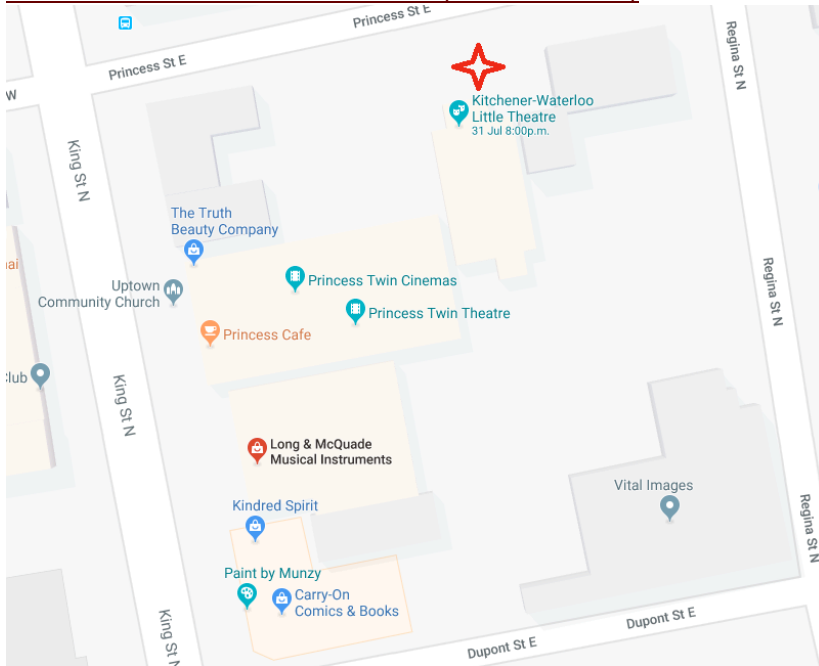 Princess St E
Princess St E
W
Regina St N
Kitchener-Waterloo
Little Theatre
31 Jul 8:00p.m.
King St N
The Truth
Beauty Company
Uptown
Community Church
Princess Twin Cinemas
Princess Twin Theatre
Princess Cafe
Regina St N
King St N
Long & McQuade
Musical Instruments
Kindred Spirit
Vital Images
Regina St N
Paint by Munzy
Carry-On
Comics & Books
King St N
Dupont St E
Dupont St E